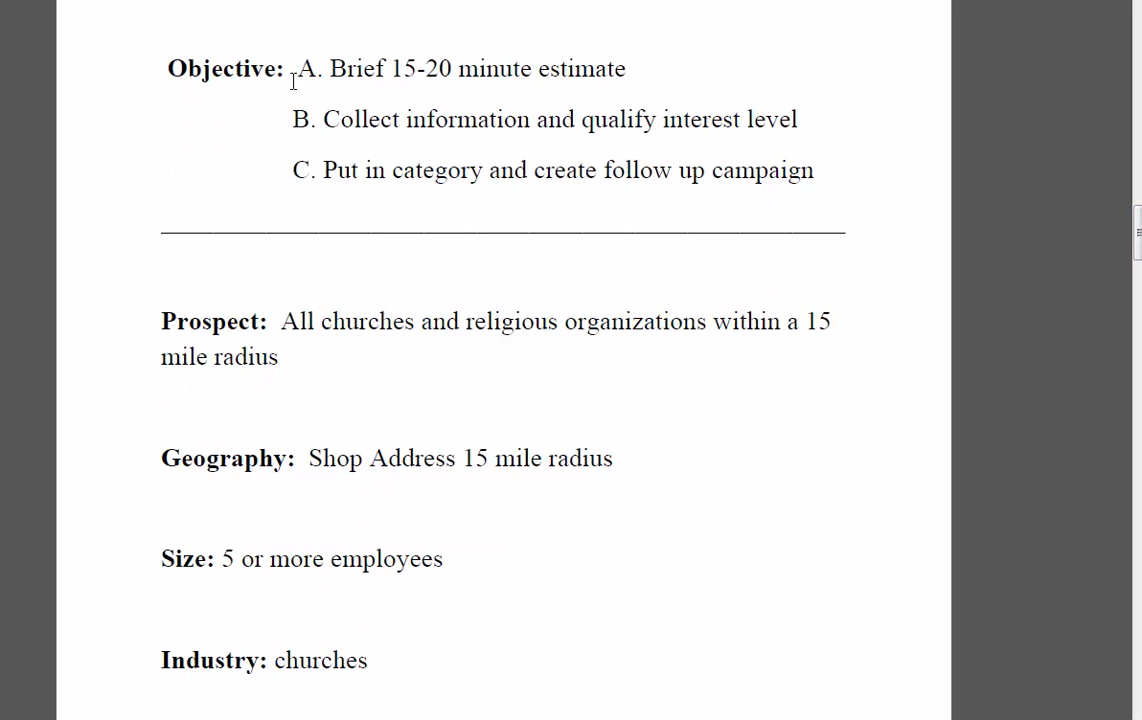 Objective: A. Brief 15-20 minute estimate
B. Collect information and qualify interest level
C. Put in category and create follow up campaign
Prospect: All churches and religious organizations within a 15
mile radius
Geography: Shop Address 15 mile radius
Size: 5 or more employees
Industry: churches